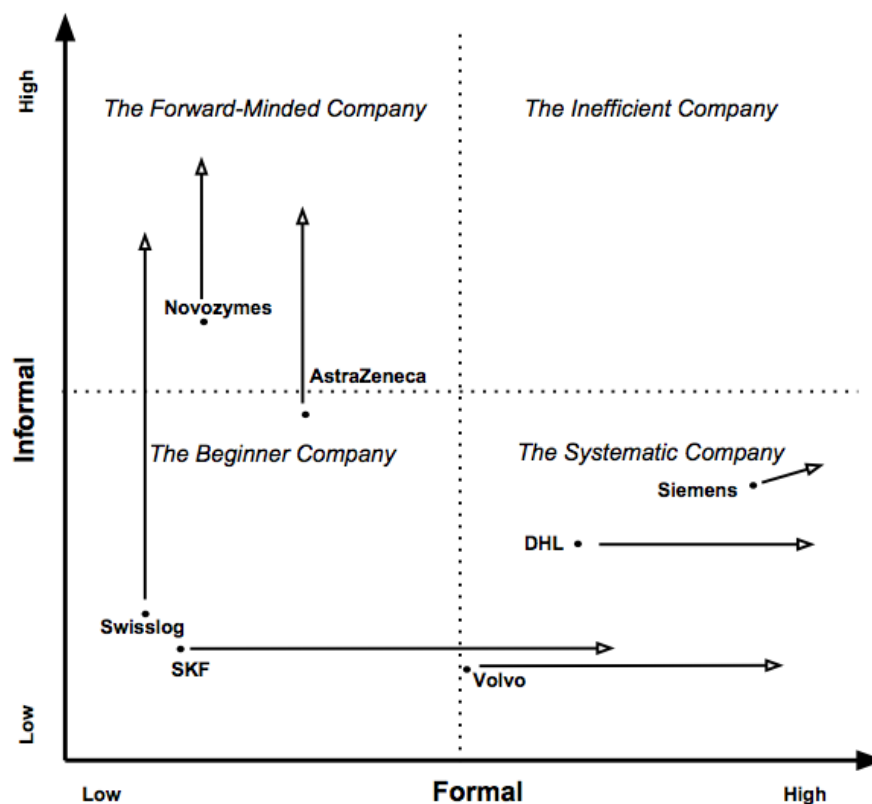 High
The Forward-Minded Company
The Inefficient Company
Novozymes
AstraZeneca
Informal
The Beginner Company
The Systematic Company
Siemens
DHL
Swisslog
SKF
Volvo
Low
Low
Formal
High